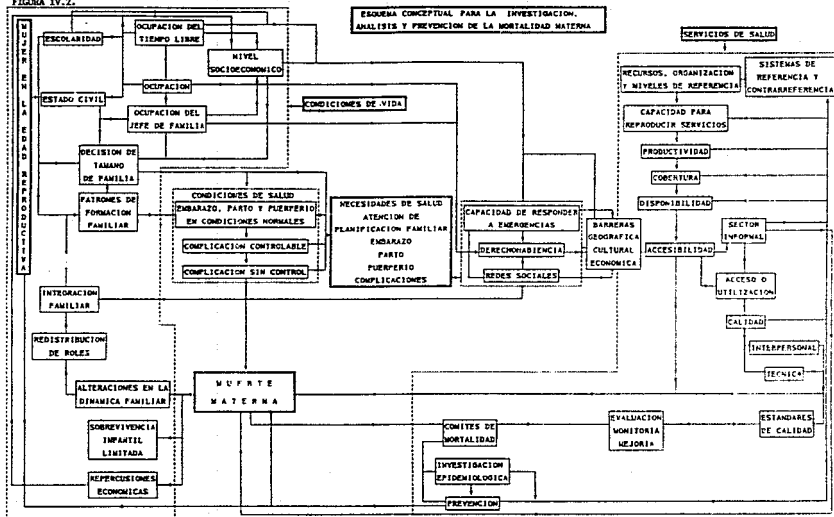 FIGURA IV.2.
ESQUEMA CONCEPTUAL PARA LA INVESTIGACION,
ANALISIS Y PREVENCION DE LA MORTALIDAD MATERNA
MUJER EN LA EDAD REPRODUCTIVA
ESCOLARIDAD
OCUPACION DEL
TIEMPO LIBRE
NIVEL
SOCIOECONOMICO
ESTADO CIVIL
OCUPACION
OCUPACION DEL
JEFE DE FAMILIA
CONDICIONES DE VIDA
DECISION DE
TAMANO
DE FAMILIA
PATRONES DE
FORMACION
FAMILIAR
CONDICIONES DE SALUD
EMBARAZO, PARTO Y PUERPERIO
EN CONDICIONES NORMALES
COMPLICACION CONTROLABLE
COMPLICACION SIN CONTROL
NECESIDADES DE SALUD
ATENCION DE
PLANIFICACION FAMILIAR
EMBARAZO
PARTO
PUERPERIO
COMPLICACIONES
CAPACIDAD DE RESPONDER
A EMERGENCIAS
DERECHOHABIENCIA
REDES SOCIALES
BARRERAS
GEOGRAFICA
CULTURAL
ECONOMICA
SERVICIOS DE SALUD
RECURSOS, ORGANIZACION
Y NIVELES DE REFERENCIA
SISTEMAS DE
REFERENCIA Y
CONTRARREFERENCIA
CAPACIDAD PARA
REPRODUCIR SERVICIOS
PRODUCTIVIDAD
COBERTURA
DISPONIBILIDAD
ACCESIBILIDAD
SECTOR
INFORMAL
ACCESO O
UTILIZACION
CALIDAD
INTERPERSONAL
TECNICA
INTEGRACION
FAMILIAR
REDISTRIBUCION
DE ROLES
ALTERACIONES EN LA
DINAMICA FAMILIAR
MUERTE
MATERNA
SOBREVIVENCIA
INFANTIL
LIMITADA
REPERCUSIONES
ECONOMICAS
COMITES DE
MORTALIDAD
EVALUACION
MONITORIA
MEJORIA
ESTANDARES
DE CALIDAD
INVESTIGACION
EPIDEMIOLOGICA
PREVENCION